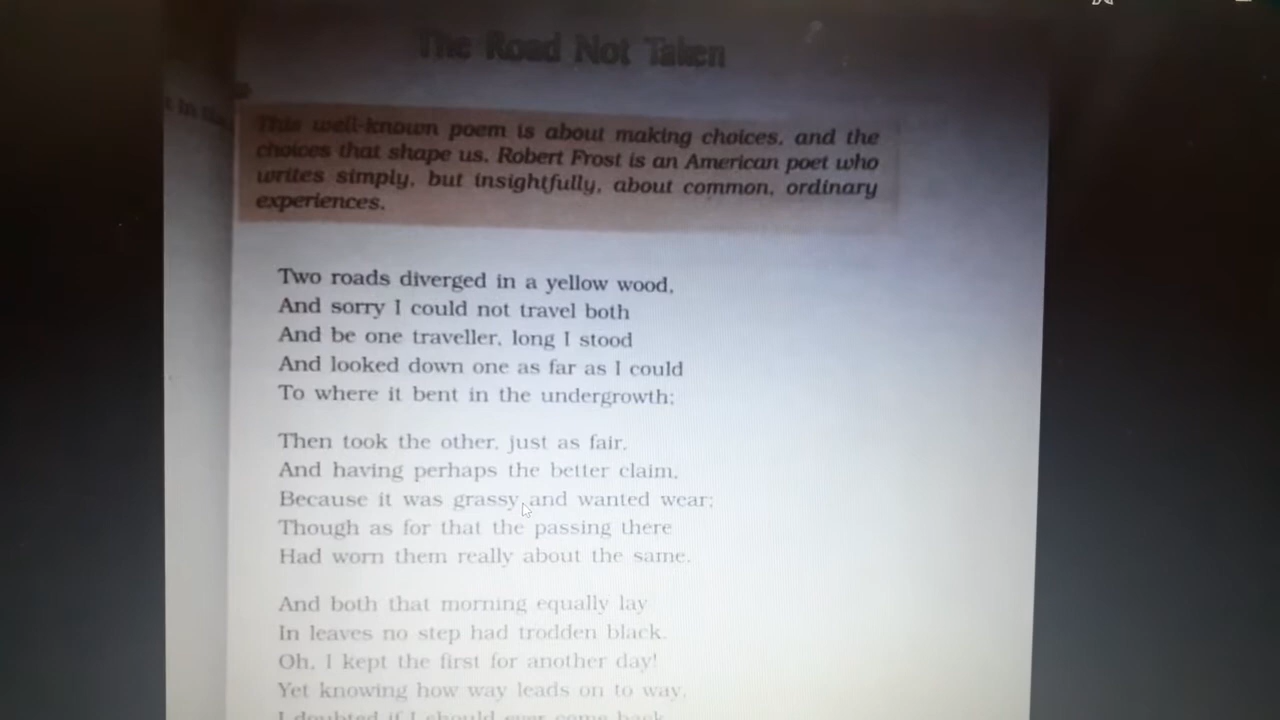 The Road Not Taken
This well-known poem is about making choices, and the
choices that shape us. Robert Frost is an American poet who
writes simply, but insightfully, about common, ordinary
experiences.
Two roads diverged in a yellow wood,
And sorry I could not travel both
And be one traveller, long I stood
And looked down one as far as I could
To where it bent in the undergrowth;
Then took the other, just as fair,
And having perhaps the better claim,
Because it was grassy and wanted wear;
Though as for that the passing there
Had worn them really about the same,
And both that morning equally lay
In leaves no step had trodden black.
Oh, I kept the first for another day!
Yet knowing how way leads on to way,
I doubted if I should ever come back.